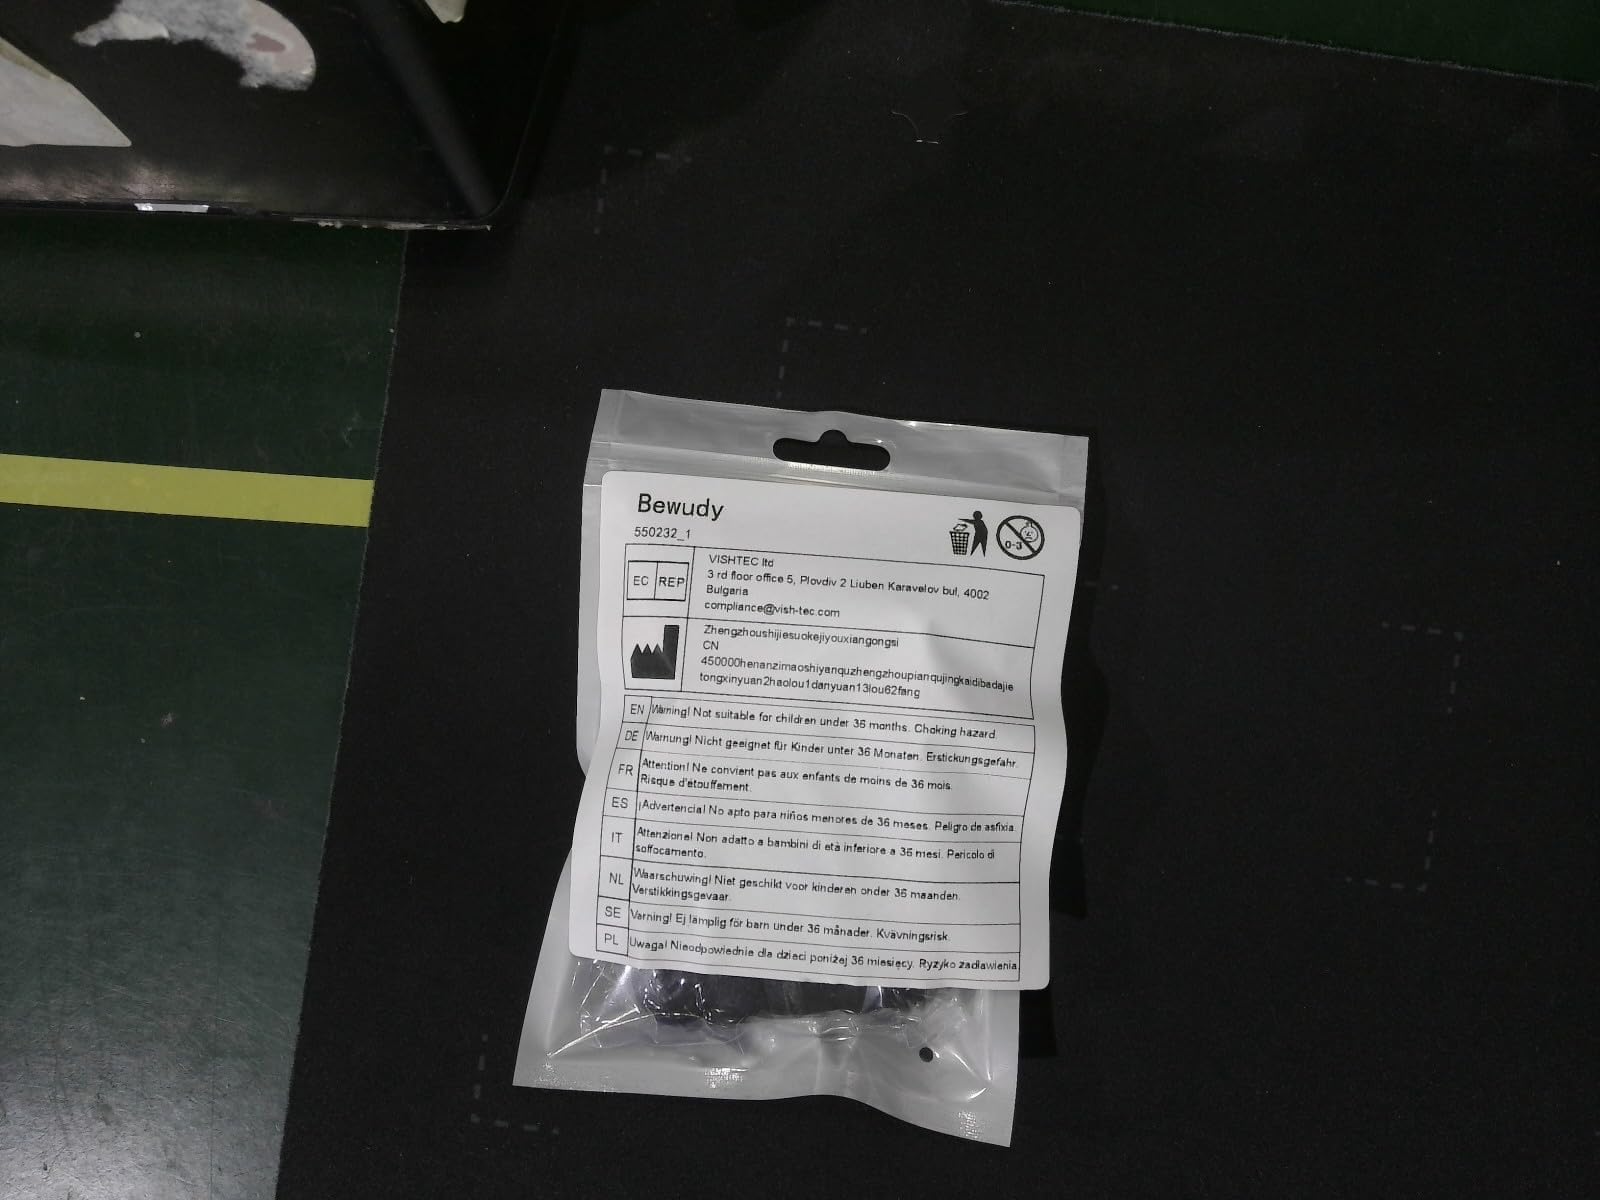 Bewudy
550232_1
0-3
EC REP
VISHTEC ltd
3 rd floor office 5, Plovdiv 2 Liuben Karavelov bul, 4002
Bulgaria
compliance@vish-tec.com
Zhengzhoushijiesuokejiyouxiangongsi
CN
450000henanzimaoshiyanquzhengzhoupianqujingkaidibadajie
tongxinyuan2haolou1danyuan13lou62fang
EN Warning! Not suitable for children under 36 months. Choking hazard.
DE Warnung! Nicht geeignet für Kinder unter 36 Monaten. Erstickungsgefahr.
FR Attention! Ne convient pas aux enfants de moins de 36 mois.
Risque d'étouffement.
ES ¡Advertencia! No apto para niños menores de 36 meses. Peligro de asfixia.
IT Attenzione! Non adatto a bambini di età inferiore a 36 mesi. Pericolo di
soffocamento.
NL Waarschuwing! Niet geschikt voor kinderen onder 36 maanden.
Verstikkingsgevaar.
SE Varning! Ej lämplig för barn under 36 månader. Kvävningsrisk.
PL Uwaga! Nieodpowiednie dla dzieci poniżej 36 miesięcy. Ryzyko zadławienia.